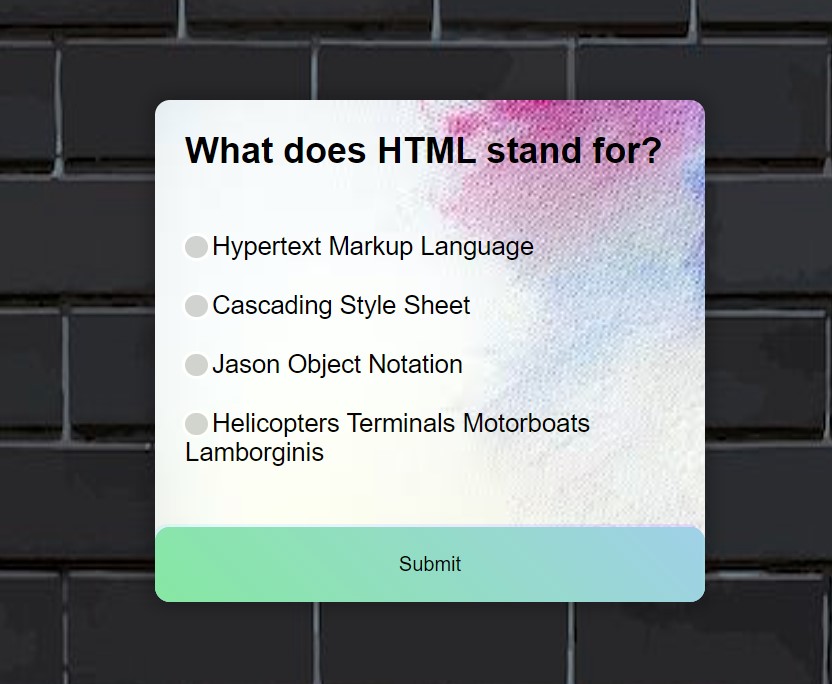 What does HTML stand for?
Hypertext Markup Language
Cascading Style Sheet
Jason Object Notation
Helicopters Terminals Motorboats
Lamborginis
Submit